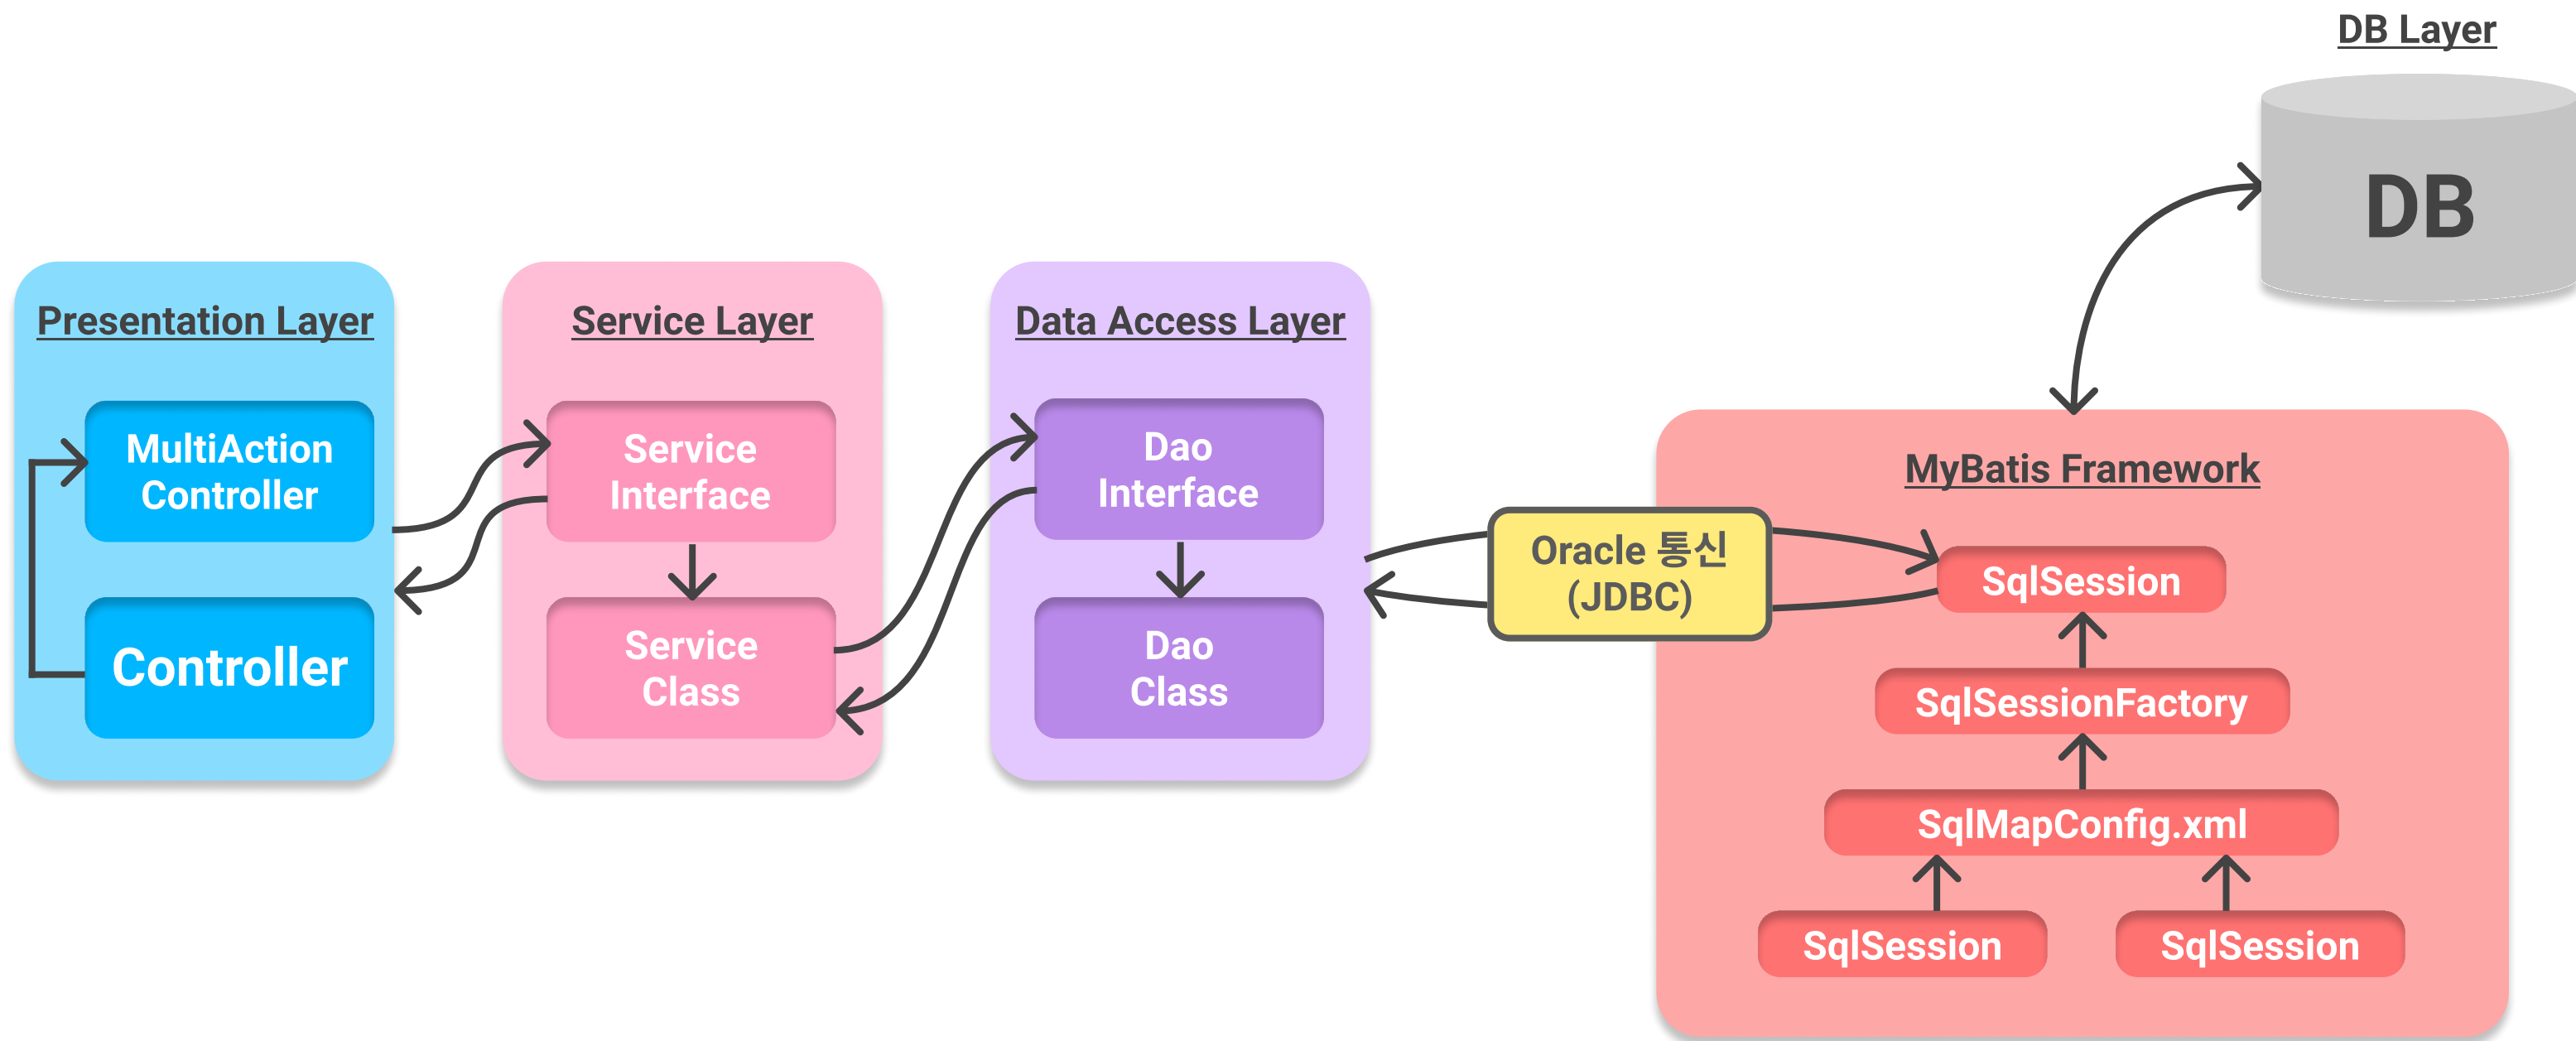 DB Layer
DB
Presentation Layer
MultiAction
Controller
Controller
Service Layer
Service
Interface
Service
Class
Data Access Layer
Dao
Interface
Dao
Class
Oracle 통신
(JDBC)
MyBatis Framework
SqlSession
SqlSessionFactory
SqlMapConfig.xml
SqlSession
SqlSession